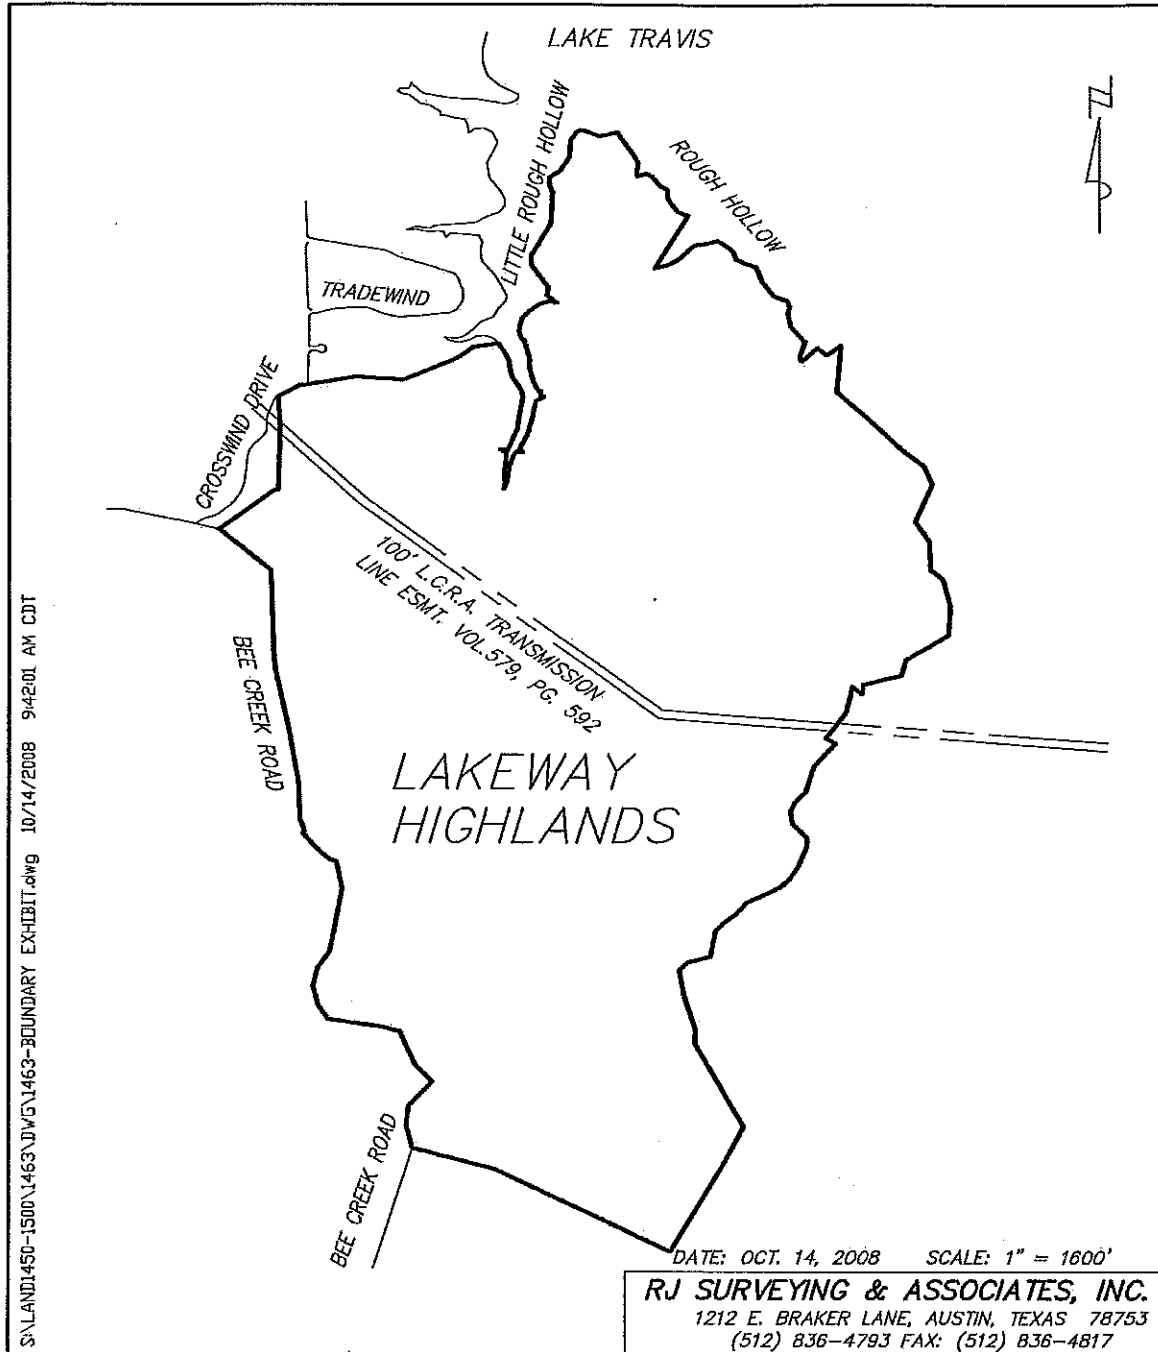 LAKE TRAVIS
N
LITTLE ROUGH HOLLOW
ROUGH HOLLOW
TRADEWIND
CROSSWIND DRIVE
100' L.C.R.A. TRANSMISSION
LINE ESMT. VOL.579, PG. 592
BEE CREEK ROAD
LAKEWAY
HIGHLANDS
BEE CREEK ROAD
S:\LAND1450-1500\1463\DWG\1463-BOUNDARY EXHIBIT.dwg 10/14/2008 9:42:01 AM CDT
DATE: OCT. 14, 2008 SCALE: 1" = 1600'
RJ SURVEYING & ASSOCIATES, INC.
1212 E. BRAKER LANE, AUSTIN, TEXAS 78753
(512) 836-4793 FAX: (512) 836-4817